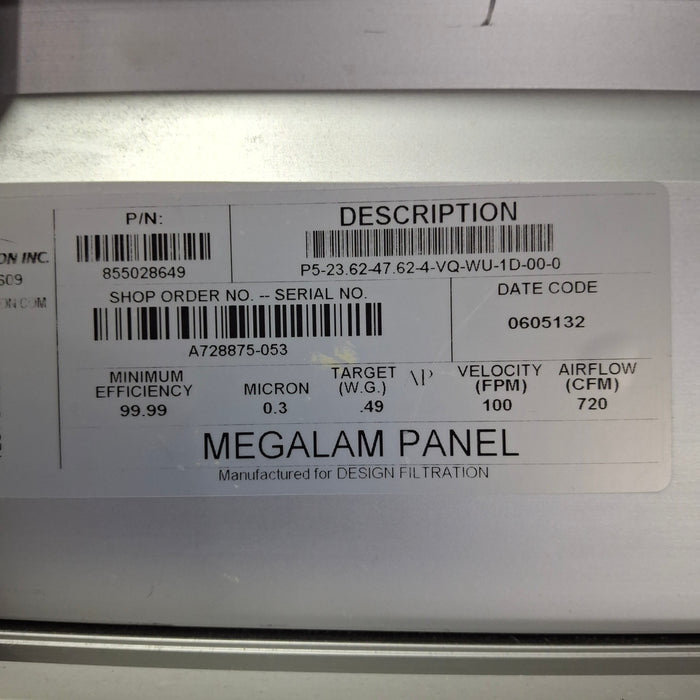 P/N:
855028649
DESCRIPTION
P5-23.62-47.62-4-VQ-WU-1D-00-0
ON INC.
609
ON.COM
SHOP ORDER NO. -- SERIAL NO.
A728875-053
DATE CODE
0605132
MINIMUM EFFICIENCY
99.99
MICRON
0.3
TARGET (W.G.)
.49
ΔP
VELOCITY (FPM)
100
AIRFLOW (CFM)
720
MEGALAM PANEL
Manufactured for DESIGN FILTRATION